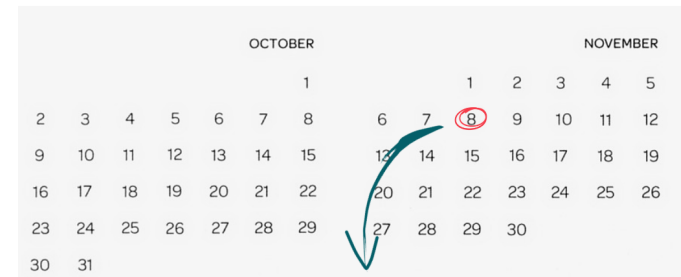 OCTOBER
1
2 3 4 5 6 7 8
9 10 11 12 13 14 15
16 17 18 19 20 21 22
23 24 25 26 27 28 29
30 31
NOVEMBER
1 2 3 4 5
6 7 8 9 10 11 12
13 14 15 16 17 18 19
20 21 22 23 24 25 26
27 28 29 30